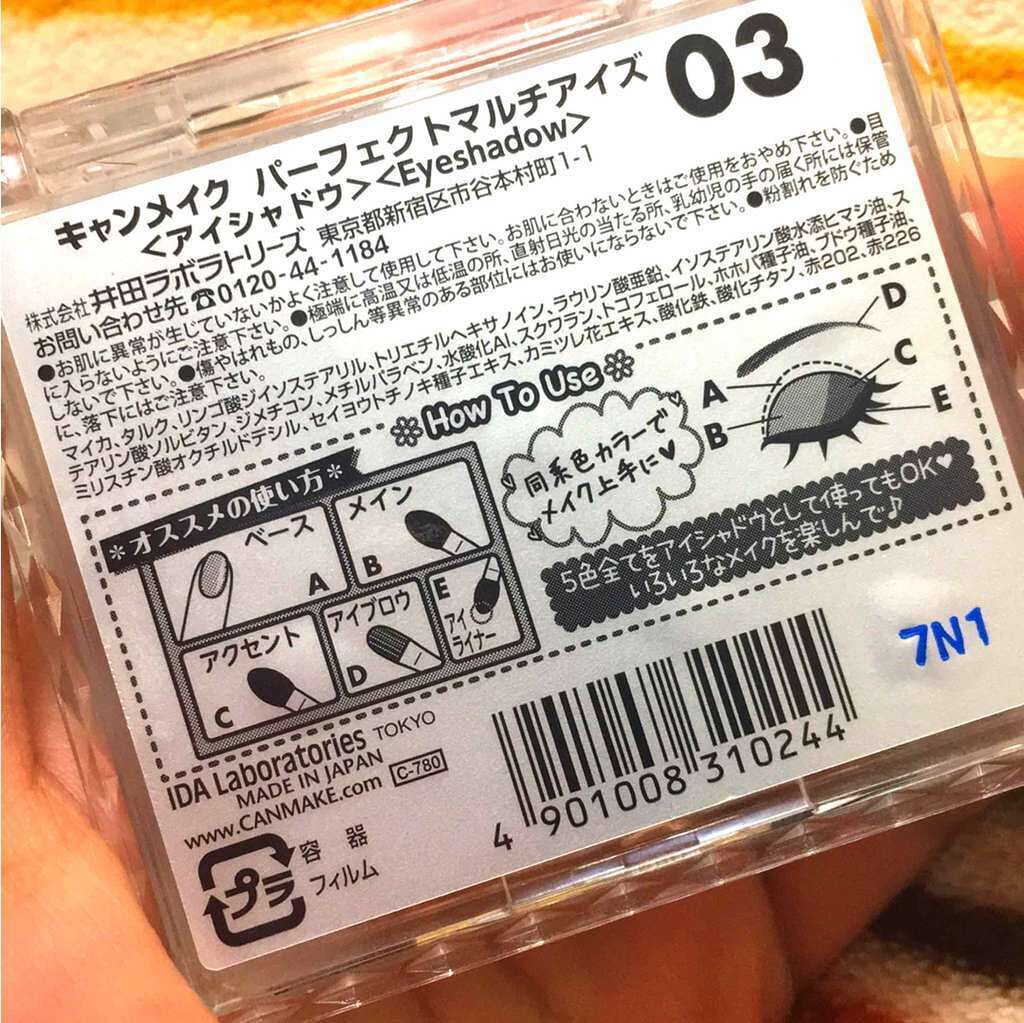 03
キャンメイク パーフェクトマルチアイズ
<アイシャドウ><Eyeshadow>
株式会社 井田ラボラトリーズ 東京都新宿区市谷本村町1-1
お問い合わせ先☎0120-44-1184
●お肌に異常が生じていないかよく注意して使用して下さい。お肌に合わないときはご使用をおやめ下さい。●目
に入らないようにご注意下さい。●極端に高温又は低温の所、直射日光の当たる所、乳幼児の手の届く所には保管
しないで下さい。●傷やはれもの、しっしん等異常のある部位にはお使いにならないで下さい。●粉割れを防ぐため
に、落下にはご注意下さい。
マイカ、タルク、リンゴ酸ジイソステアリル、トリエチルヘキサノイン、ラウリン酸亜鉛、イソステアリン酸水添ヒマシ油、ス
テアリン酸ソルビタン、ジメチコン、メチルパラベン、水酸化Al、スクワラン、トコフェロール、ホホバ種子油、ブドウ種子油、
ミリスチン酸オクチルドデシル、セイヨウトチノキ種子エキス、カミツレ花エキス、酸化鉄、酸化チタン、赤202、赤226
How To Use
*オススメの使い方*
ベース
A
メイン
B
アクセント
C
アイブロウ
D
E
アイ
ライナー
同系色カラーで
メイク上手に♥
A
B
D
C
E
5色全てをアイシャドウとして使ってもOK♥
いろいろなメイクを楽しんで♪
7N1
IDA Laboratories TOKYO
MADE IN JAPAN
www.CANMAKE.com C-780
4 901008 310244
プラ
容器
フィルム